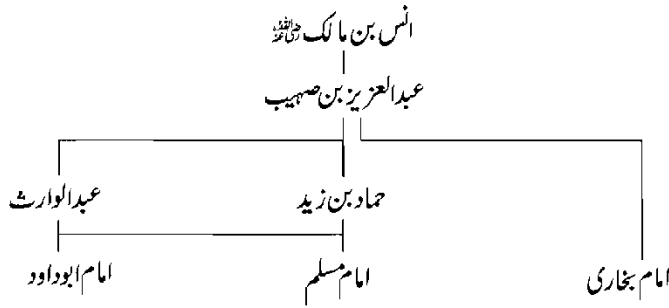 انس بن مالک رضی اللہ عنہ
عبدالعزیز بن صہیب
حماد بن زید
عبدالوارث
امام بخاری
امام مسلم
امام ابوداود